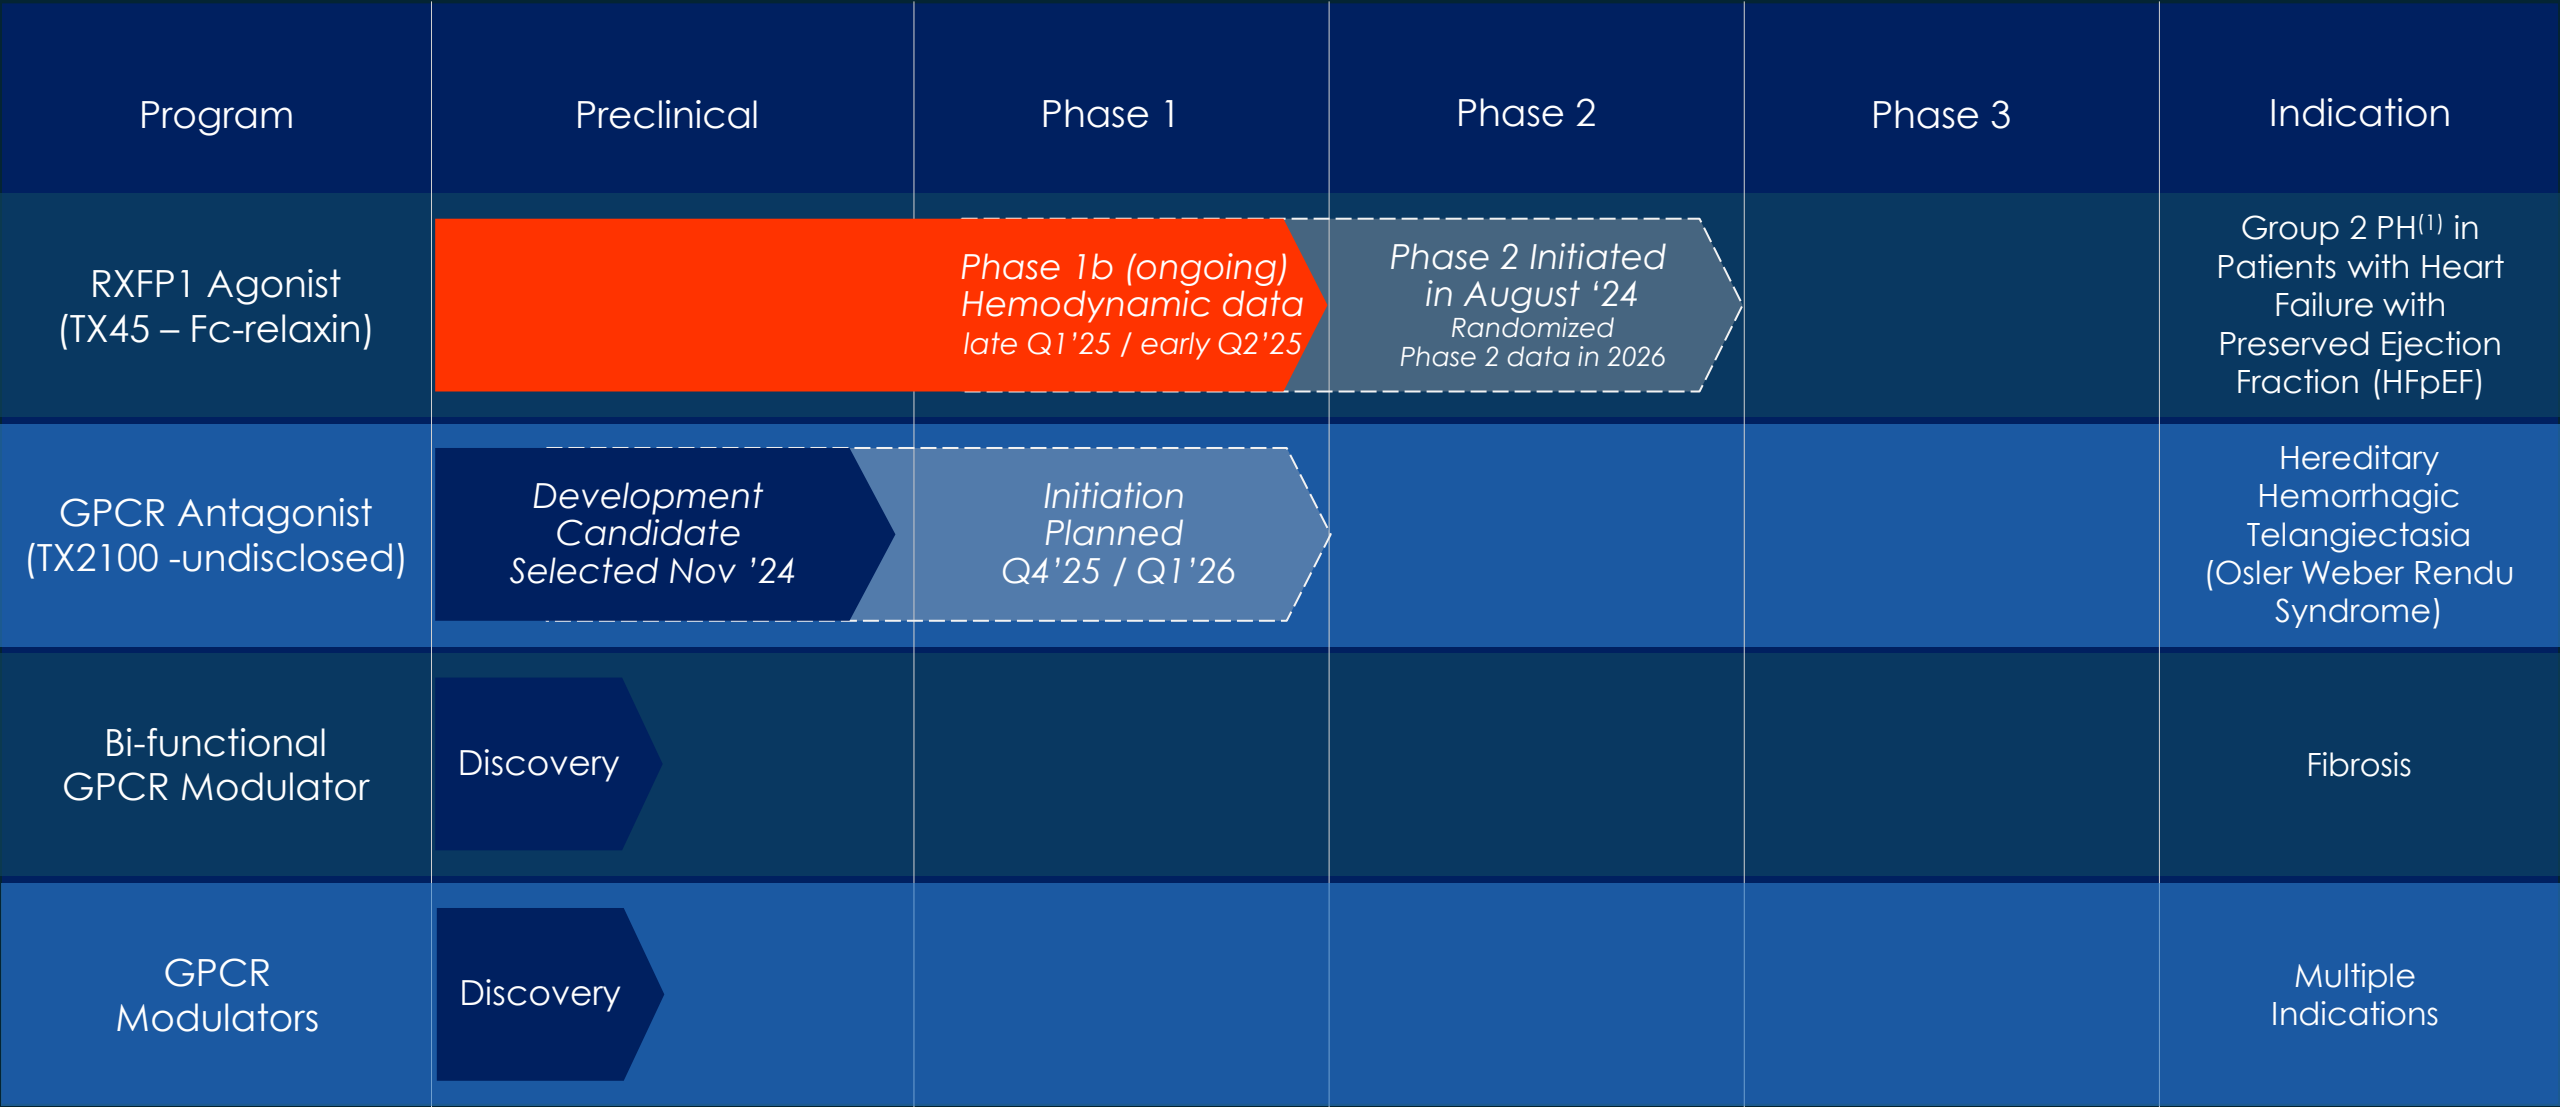 Program
Preclinical
Phase 1
Phase 2
Phase 3
Indication
RXFP1 Agonist
(TX45 – Fc-relaxin)
Phase 1b (ongoing)
Hemodynamic data
late Q1’25 / early Q2’25
Phase 2 Initiated
in August ‘24
Randomized
Phase 2 data in 2026
Group 2 PH(1) in
Patients with Heart
Failure with
Preserved Ejection
Fraction (HFpEF)
GPCR Antagonist
(TX2100 -undisclosed)
Development
Candidate
Selected Nov ’24
Initiation
Planned
Q4’25 / Q1’26
Hereditary
Hemorrhagic
Telangiectasia
(Osler Weber Rendu
Syndrome)
Bi-functional
GPCR Modulator
Discovery
Fibrosis
GPCR
Modulators
Discovery
Multiple
Indications